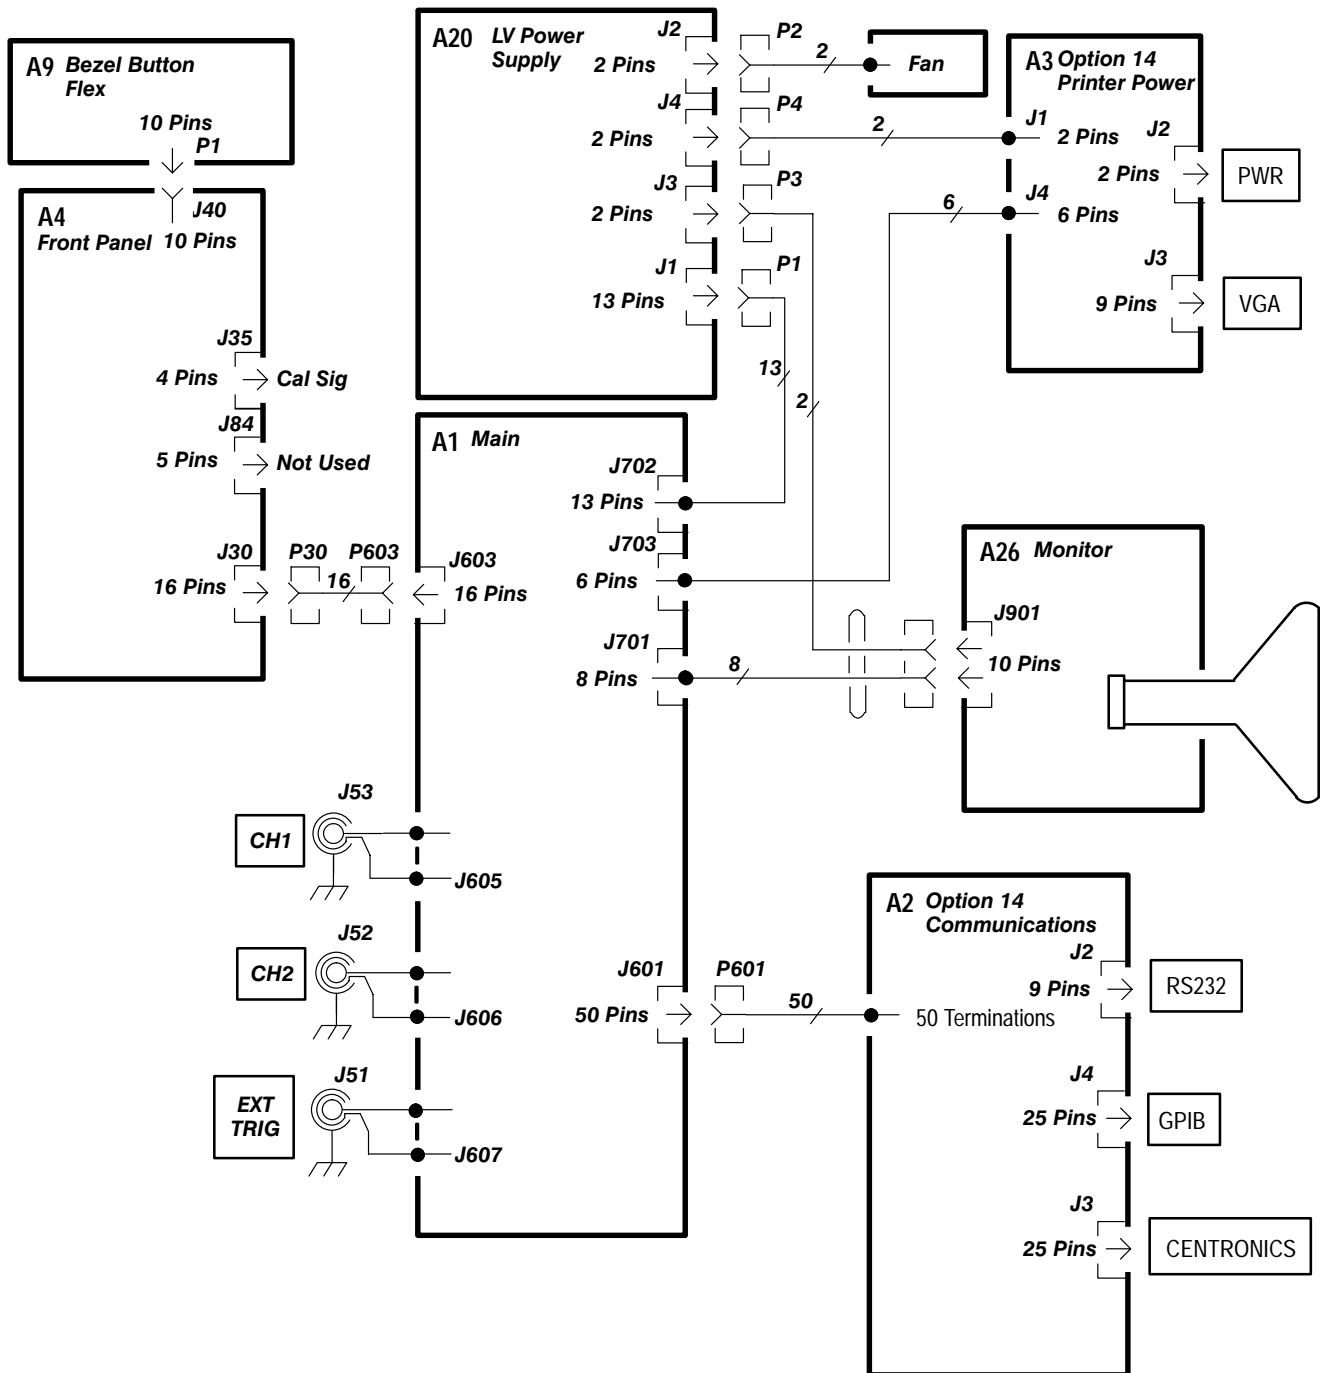 A9 Bezel Button
Flex
10 Pins
P1
A4
Front Panel
J40
10 Pins
J35
4 Pins
Cal Sig
J84
5 Pins
Not Used
J30
16 Pins
P30
16
P603
J603
16 Pins
A20 LV Power
Supply
J2
2 Pins
P2
2
Fan
J4
2 Pins
P4
2
J3
2 Pins
P3
2
J1
13 Pins
P1
13
A3 Option 14
Printer Power
J1
2 Pins
J2
2 Pins
PWR
6
J4
6 Pins
J3
9 Pins
VGA
A1 Main
J702
13 Pins
J703
6 Pins
J701
8 Pins
8
A26 Monitor
J901
10 Pins
J53
CH1
J605
J52
CH2
J606
J51
EXT
TRIG
J607
J601
50 Pins
P601
50
A2 Option 14
Communications
50 Terminations
J2
9 Pins
RS232
J4
25 Pins
GPIB
J3
25 Pins
CENTRONICS